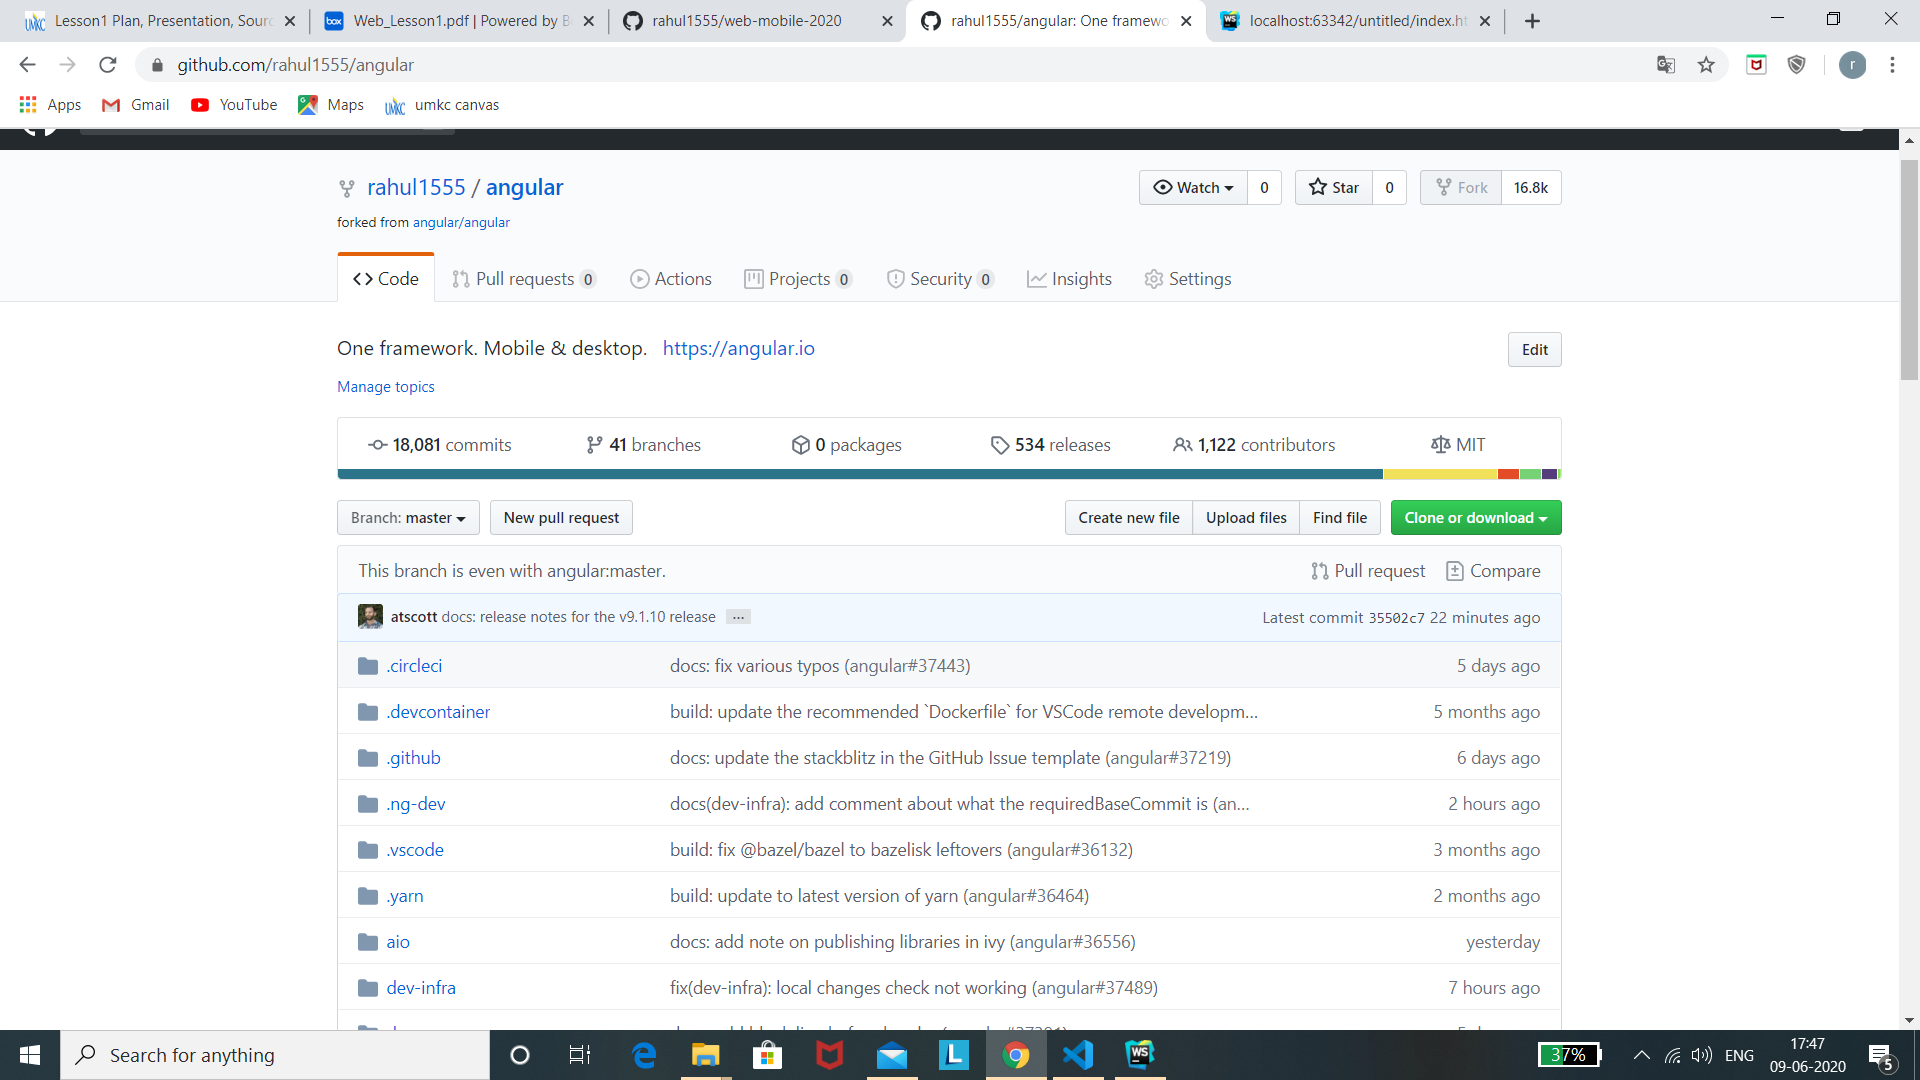 Lesson1 Plan, Presentation, Sourc
Web_Lesson1.pdf | Powered by B
rahul1555/web-mobile-2020
rahul1555/angular: One framewo
localhost:63342/untitled/index.ht
github.com/rahul1555/angular
r
Apps Gmail YouTube Maps umkc canvas
rahul1555 / angular
Watch 0 Star 0 Fork 16.8k
forked from angular/angular
Code Pull requests 0 Actions Projects 0 Security 0 Insights Settings
One framework. Mobile & desktop. https://angular.io Edit
Manage topics
18,081 commits 41 branches 0 packages 534 releases 1,122 contributors MIT
Branch: master New pull request Create new file Upload files Find file Clone or download
This branch is even with angular:master. Pull request Compare
atscott docs: release notes for the v9.1.10 release ... Latest commit 35502c7 22 minutes ago
.circleci docs: fix various typos (angular#37443) 5 days ago
.devcontainer build: update the recommended `Dockerfile` for VSCode remote developm... 5 months ago
.github docs: update the stackblitz in the GitHub Issue template (angular#37219) 6 days ago
.ng-dev docs(dev-infra): add comment about what the requiredBaseCommit is (an... 2 hours ago
.vscode build: fix @bazel/bazel to bazelisk leftovers (angular#36132) 3 months ago
.yarn build: update to latest version of yarn (angular#36464) 2 months ago
aio docs: add note on publishing libraries in ivy (angular#36556) yesterday
dev-infra fix(dev-infra): local changes check not working (angular#37489) 7 hours ago
Search for anything
37% ENG
17:47
09-06-2020
5